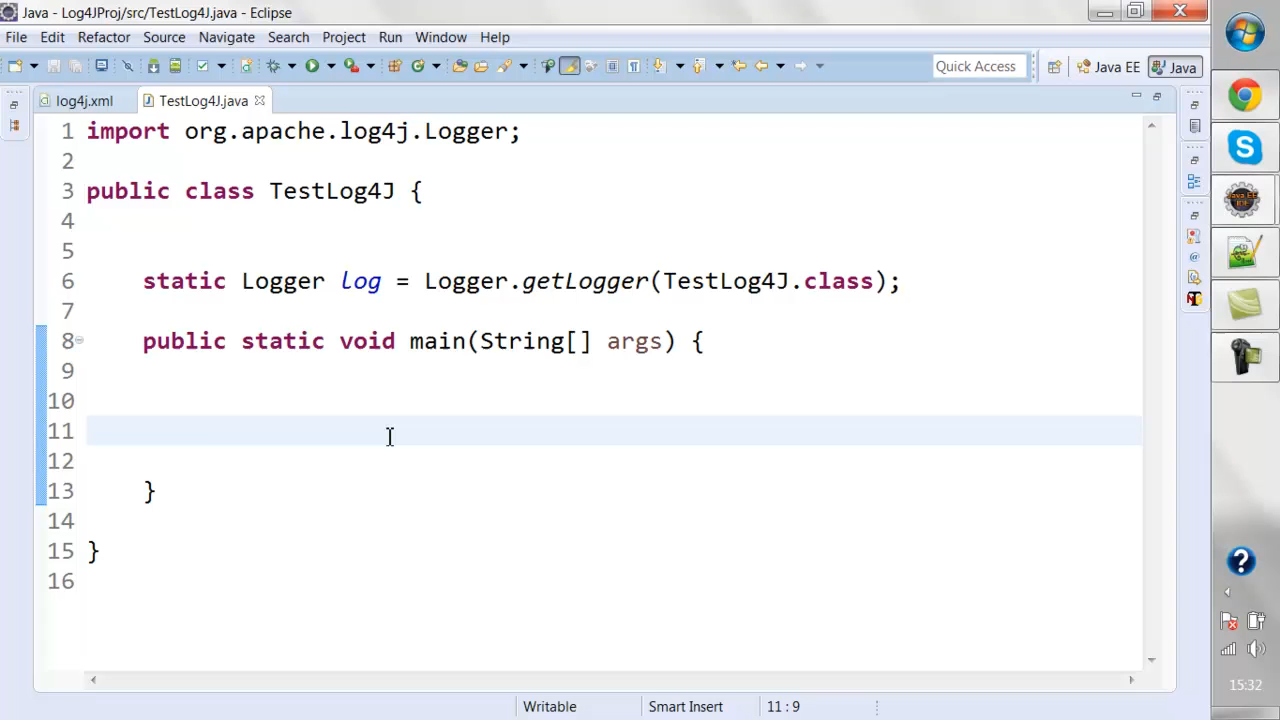 Java - Log4JProj/src/TestLog4J.java - Eclipse
File Edit Refactor Source Navigate Search Project Run Window Help
Quick Access Java EE Java
log4j.xml TestLog4J.java
1 import org.apache.log4j.Logger;
2
3 public class TestLog4J {
4
5
6 static Logger log = Logger.getLogger(TestLog4J.class);
7
8 public static void main(String[] args) {
9
10
11
12
13 }
14
15 }
16
Writable Smart Insert 11 : 9
15:32